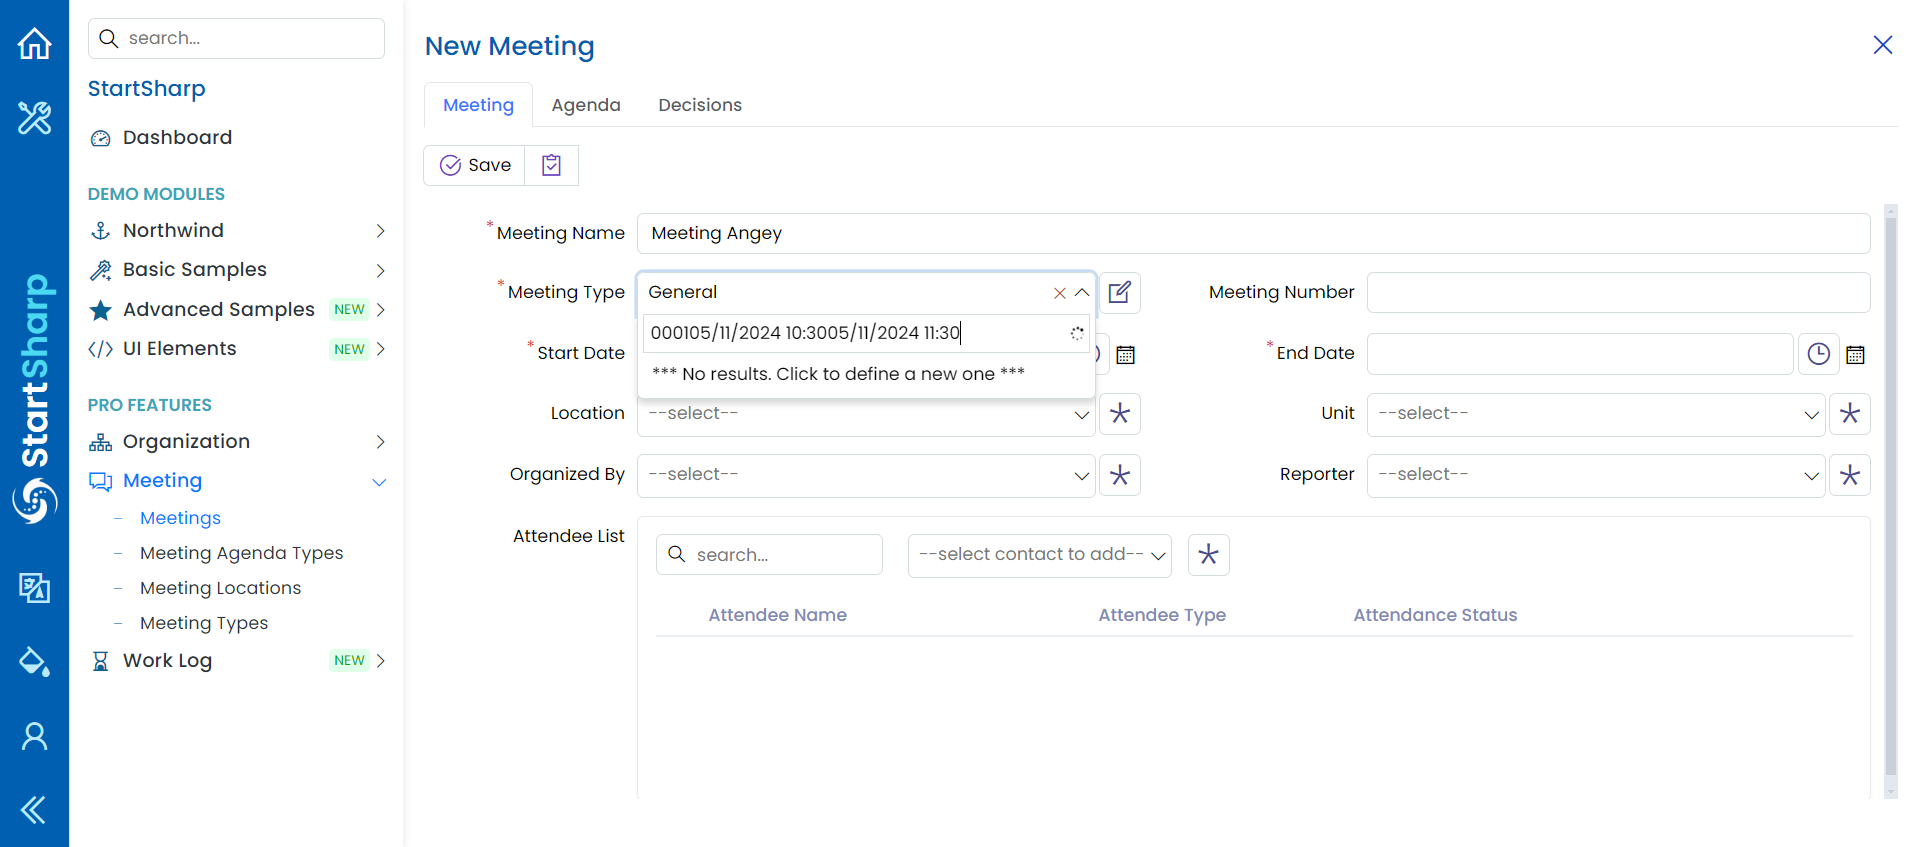 search...
StartSharp
Dashboard
DEMO MODULES
Northwind
Basic Samples
Advanced Samples NEW
UI Elements NEW
PRO FEATURES
Organization
Meeting
Meetings
Meeting Agenda Types
Meeting Locations
Meeting Types
Work Log NEW
StartSharp
New Meeting
Meeting Agenda Decisions
Save
*Meeting Name Meeting Angey
*Meeting Type General Meeting Number
000105/11/2024 10:3005/11/2024 11:30
*Start Date *End Date
*** No results. Click to define a new one ***
Location --select-- Unit --select--
Organized By --select-- Reporter --select--
Attendee List
search... --select contact to add--
Attendee Name Attendee Type Attendance Status